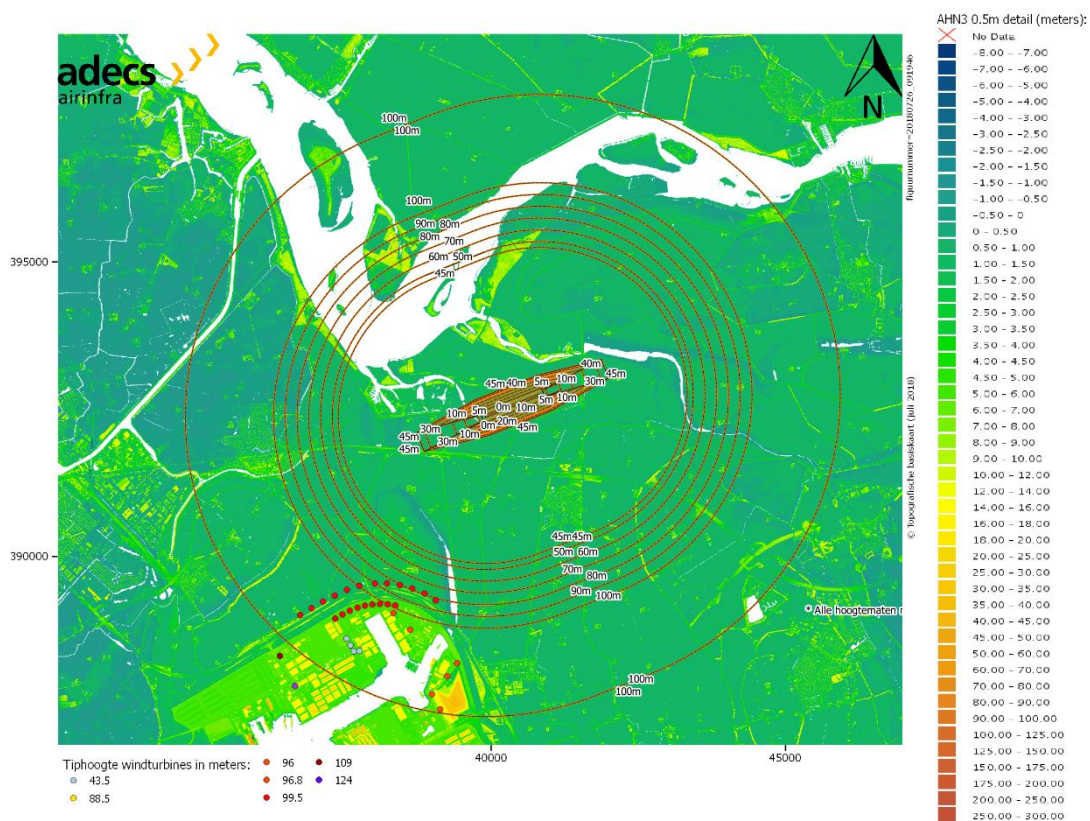 AHN3 0.5m detail (meters):
No Data
-8.00 - -7.00
-7.00 - -6.00
-6.00 - -5.00
-5.00 - -4.00
-4.00 - -3.00
-3.00 - -2.50
-2.50 - -2.00
-2.00 - -1.50
-1.50 - -1.00
-1.00 - -0.50
-0.50 - 0
0 - 0.50
0.50 - 1.00
1.00 - 1.50
1.50 - 2.00
2.00 - 2.50
2.50 - 3.00
3.00 - 3.50
3.50 - 4.00
4.00 - 4.50
4.50 - 5.00
5.00 - 6.00
6.00 - 7.00
7.00 - 8.00
8.00 - 9.00
9.00 - 10.00
10.00 - 12.00
12.00 - 14.00
14.00 - 16.00
16.00 - 18.00
18.00 - 20.00
20.00 - 25.00
25.00 - 30.00
30.00 - 35.00
35.00 - 40.00
40.00 - 45.00
45.00 - 50.00
50.00 - 60.00
60.00 - 70.00
70.00 - 80.00
80.00 - 90.00
90.00 - 100.00
100.00 - 125.00
125.00 - 150.00
150.00 - 175.00
175.00 - 200.00
200.00 - 250.00
250.00 - 300.00
adecs
airinfra
N
figuurnummer=20180726_091946
© Topografische basiskaart (juli 2018)
100m
100m
100m
90m 80m
80m 70m
60m 50m
45m
395000
40m
45m 40m 5m 10m 45m
30m
5m 10m
10m 5m 0m 10m
30m 10m 0m 20m 45m
45m 30m
45m
390000
45m45m
50m 60m
70m 80m
90m 100m
* Alle hoogtematen
100m
100m
40000
45000
Tiphoogte windturbines in meters:
43.5
88.5
96
96.8
99.5
109
124